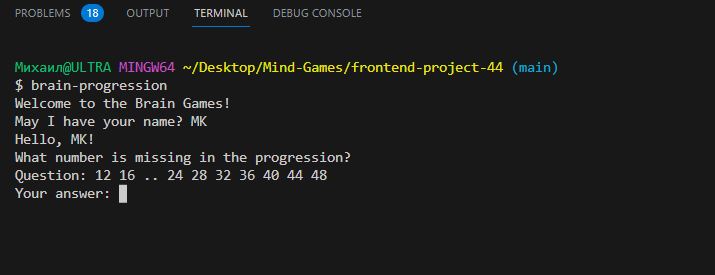 PROBLEMS 18 OUTPUT TERMINAL DEBUG CONSOLE
Михаил@ULTRA MINGW64 ~/Desktop/Mind-Games/frontend-project-44 (main)
$ brain-progression
Welcome to the Brain Games!
May I have your name? MK
Hello, MK!
What number is missing in the progression?
Question: 12 16 .. 24 28 32 36 40 44 48
Your answer: